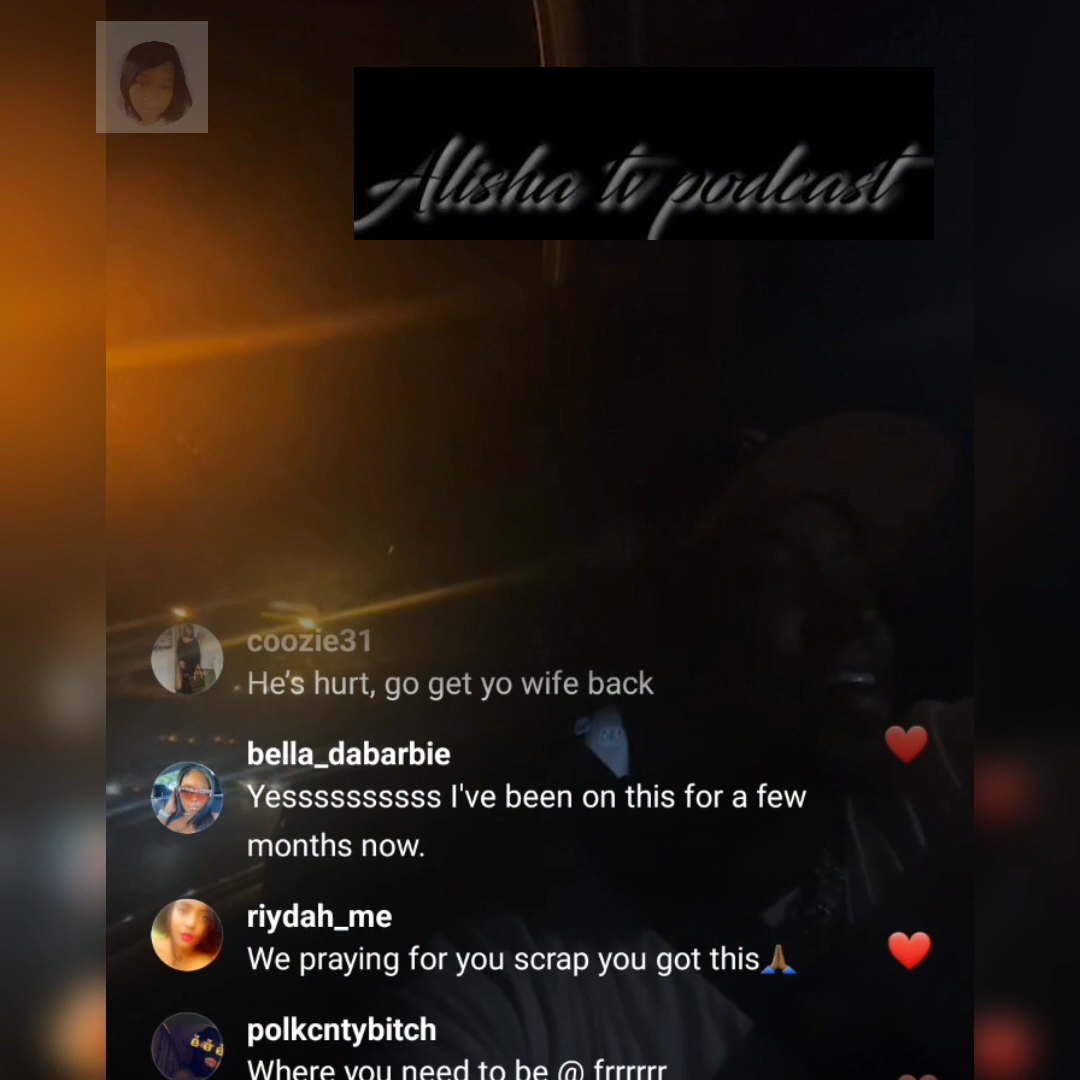 Alisha tv podcast
coozie31
He's hurt, go get yo wife back
bella_dabarbie
Yessssssssss I've been on this for a few
months now.
riydah_me
We praying for you scrap you got this🙏🏾
polkcntybitch
Where you need to be @ frrrrrr